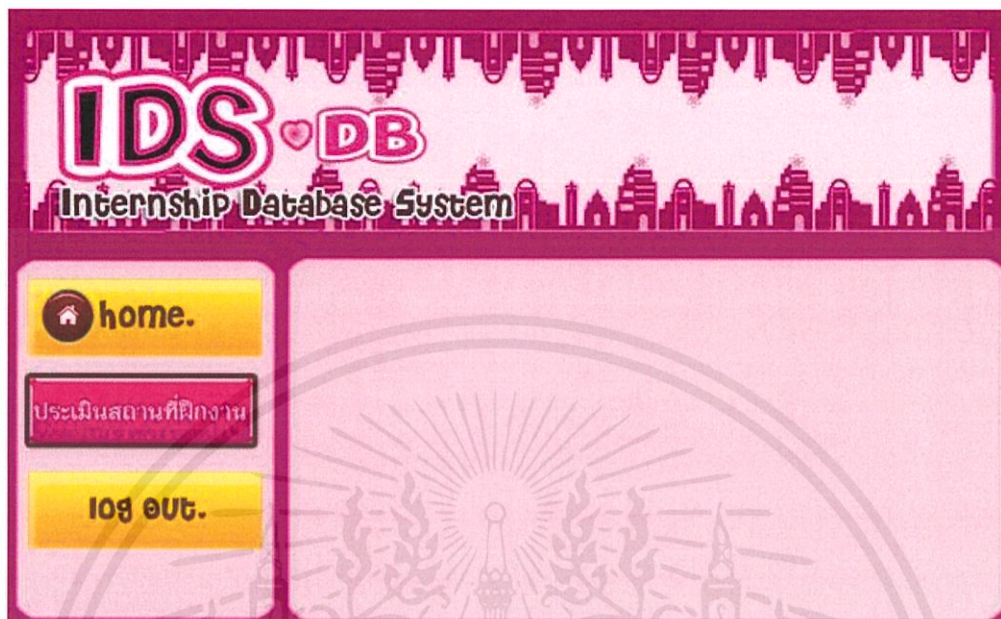 IDS DB
Internship Database System
home.
ประเมินสถานที่ฝึกงาน
log out.